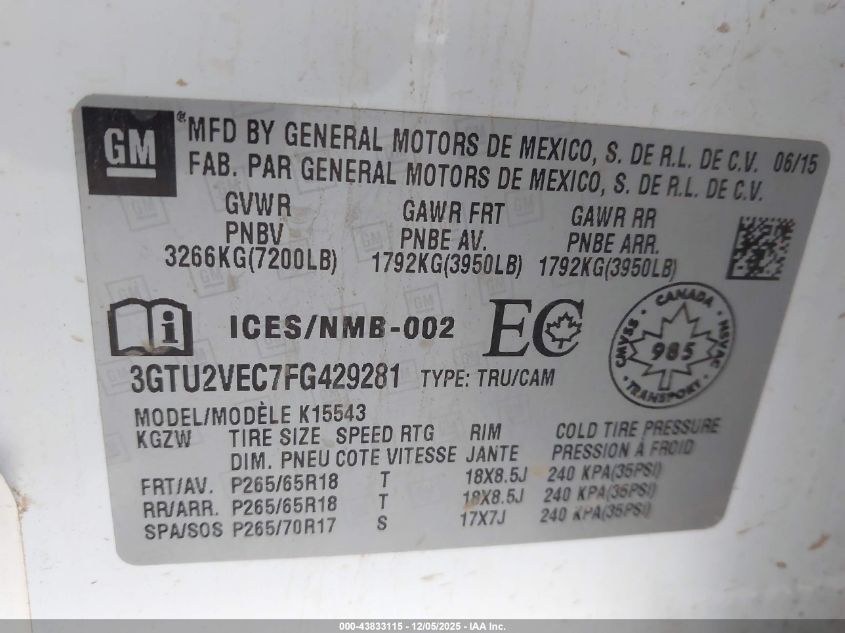 GM
® MFD BY GENERAL MOTORS DE MEXICO, S. DE R.L. DE C.V. 06/15
FAB. PAR GENERAL MOTORS DE MEXICO, S. DE R.L. DE C.V.
GVWR GAWR FRT GAWR RR
PNBV PNBE AV. PNBE ARR.
3266KG(7200LB) 1792KG(3950LB) 1792KG(3950LB)
i ICES/NMB-002 EC
CANADA
CMVSS 985 NSVAC
TRANSPORT
3GTU2VEC7FG429281 TYPE: TRU/CAM
MODEL/MODÈLE K15543
KGZW TIRE SIZE SPEED RTG RIM COLD TIRE PRESSURE
DIM. PNEU COTE VITESSE JANTE PRESSION À FROID
FRT/AV. P265/65R18 T 18X8.5J 240 KPA(35PSI)
RR/ARR. P265/65R18 T 18X8.5J 240 KPA(35PSI)
SPA/SOS P265/70R17 S 17X7J 240 KPA(35PSI)
000-43833115 - 12/05/2025 - IAA Inc.